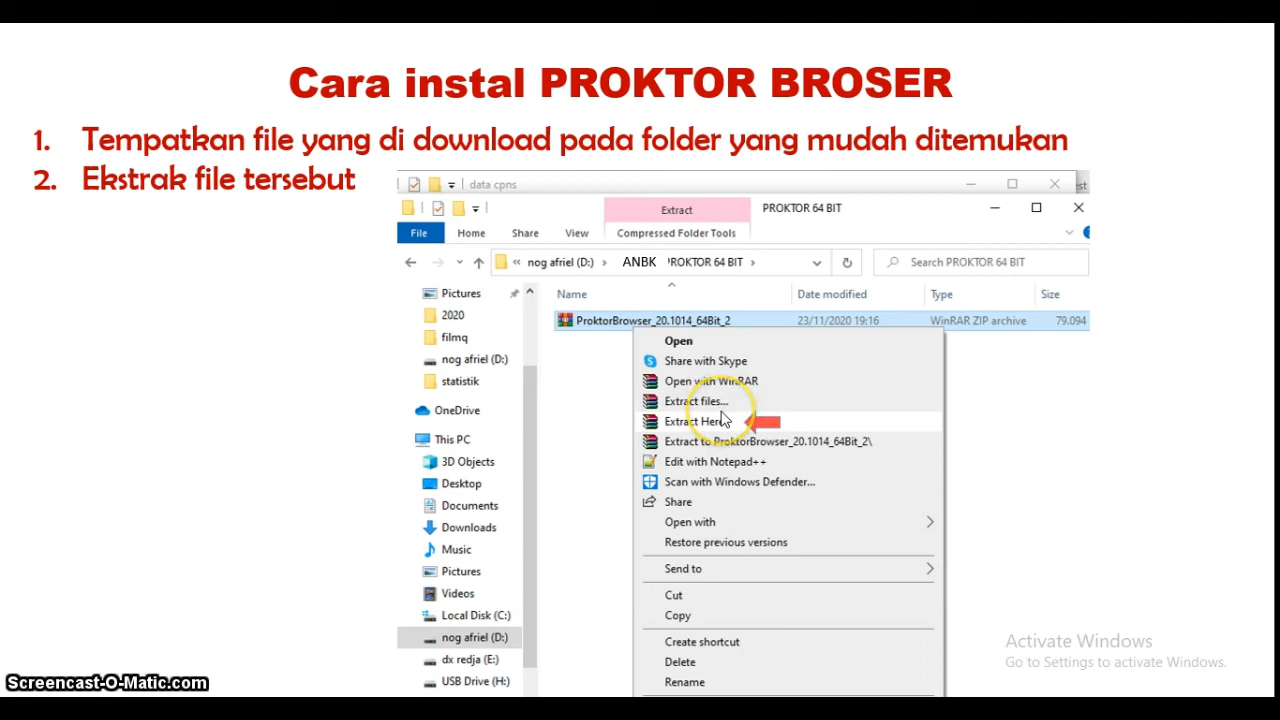 Cara instal PROKTOR BROSER
1. Tempatkan file yang di download pada folder yang mudah ditemukan
2. Ekstrak file tersebut
data cpns
Extract PROKTOR 64 BIT
File Home Share View Compressed Folder Tools
« nog afriel (D:) › ANBK PROKTOR 64 BIT › Search PROKTOR 64 BIT
Name Date modified Type Size
ProktorBrowser_20.1014_64Bit_2 23/11/2020 19:16 WinRAR ZIP archive 79.094
Pictures
2020
filmq
nog afriel (D:)
statistik
OneDrive
This PC
3D Objects
Desktop
Documents
Downloads
Music
Pictures
Videos
Local Disk (C:)
nog afriel (D:)
dx redja (E:)
USB Drive (H:)
Open
Share with Skype
Open with WinRAR
Extract files...
Extract Here
Extract to ProktorBrowser_20.1014_64Bit_2\
Edit with Notepad++
Scan with Windows Defender...
Share
Open with
Restore previous versions
Send to
Cut
Copy
Create shortcut
Delete
Rename
Activate Windows
Go to Settings to activate Windows.
Screencast-O-Matic.com